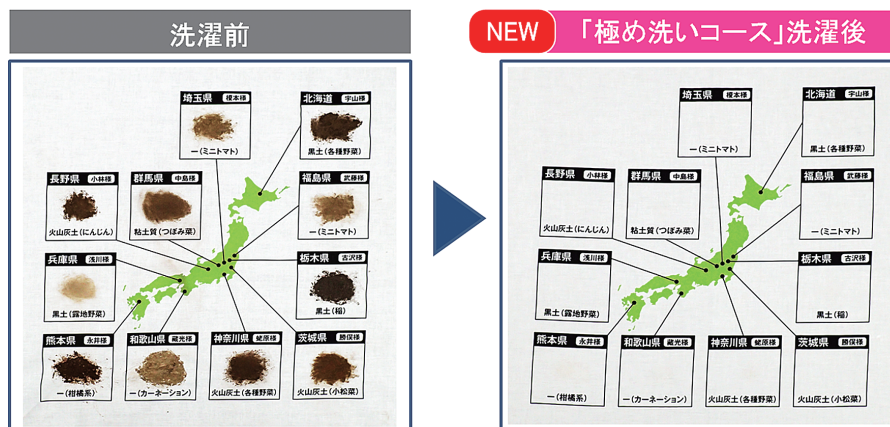 洗濯前
NEW 「極め洗いコース」洗濯後
埼玉県 榎本様
ー(ミニトマト)
北海道 宇山様
黒土(各種野菜)
長野県 小林様
火山灰土(にんじん)
群馬県 中島様
粘土質(つぼみ菜)
福島県 武藤様
ー(ミニトマト)
兵庫県 浅川様
黒土(露地野菜)
栃木県 古沢様
黒土(稲)
熊本県 永井様
ー(柑橘系)
和歌山県 蔵光様
ー(カーネーション)
神奈川県 蛯原様
火山灰土(各種野菜)
茨城県 勝俣様
火山灰土(小松菜)
埼玉県 榎本様
ー(ミニトマト)
北海道 宇山様
黒土(各種野菜)
長野県 小林様
火山灰土(にんじん)
群馬県 中島様
粘土質(つぼみ菜)
福島県 武藤様
ー(ミニトマト)
兵庫県 浅川様
黒土(露地野菜)
栃木県 古沢様
黒土(稲)
熊本県 永井様
ー(柑橘系)
和歌山県 蔵光様
ー(カーネーション)
神奈川県 蛯原様
火山灰土(各種野菜)
茨城県 勝俣様
火山灰土(小松菜)